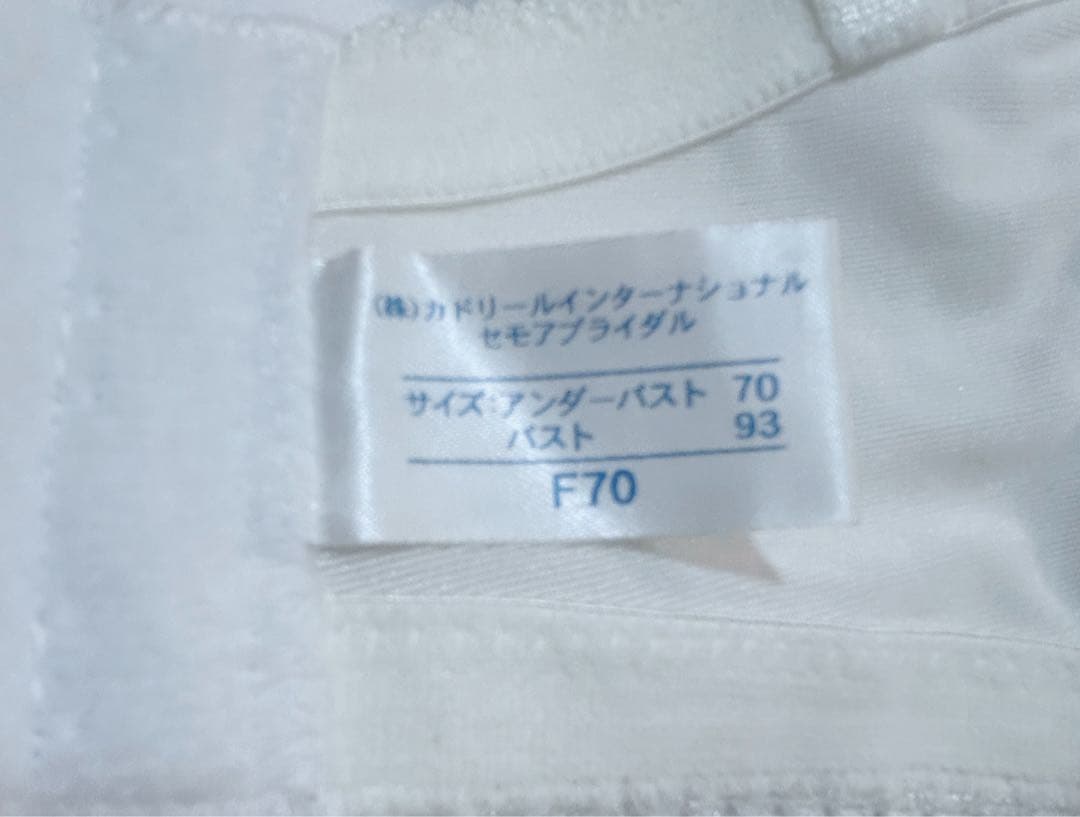 (株)カドリールインターナショナル
セモアブライダル
サイズ:アンダーバスト 70
バスト 93
F70